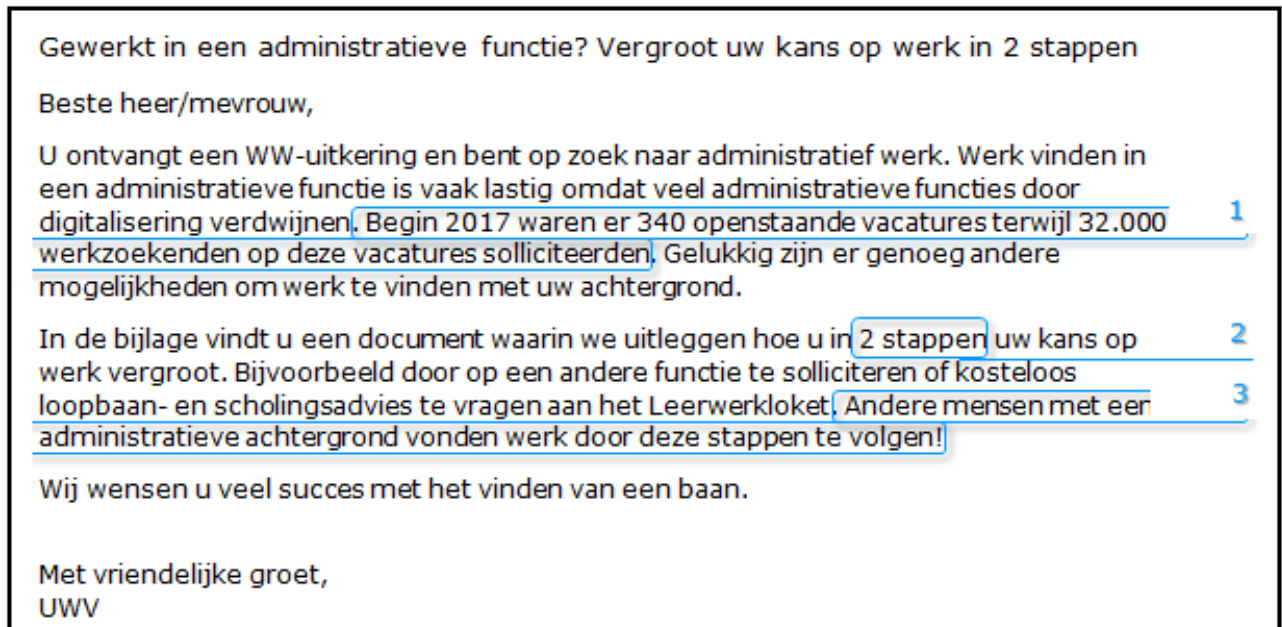 Gewerkt in een administratieve functie? Vergroot uw kans op werk in 2 stappen
Beste heer/mevrouw,
U ontvangt een WW-uitkering en bent op zoek naar administratief werk. Werk vinden in
een administratieve functie is vaak lastig omdat veel administratieve functies door
digitalisering verdwijnen. Begin 2017 waren er 340 openstaande vacatures terwijl 32.000 1
werkzoekenden op deze vacatures solliciteerden. Gelukkig zijn er genoeg andere
mogelijkheden om werk te vinden met uw achtergrond.
In de bijlage vindt u een document waarin we uitleggen hoe u in 2 stappen uw kans op 2
werk vergroot. Bijvoorbeeld door op een andere functie te solliciteren of kosteloos
loopbaan- en scholingsadvies te vragen aan het Leerwerkloket. Andere mensen met een 3
administratieve achtergrond vonden werk door deze stappen te volgen!
Wij wensen u veel succes met het vinden van een baan.
Met vriendelijke groet,
UWV